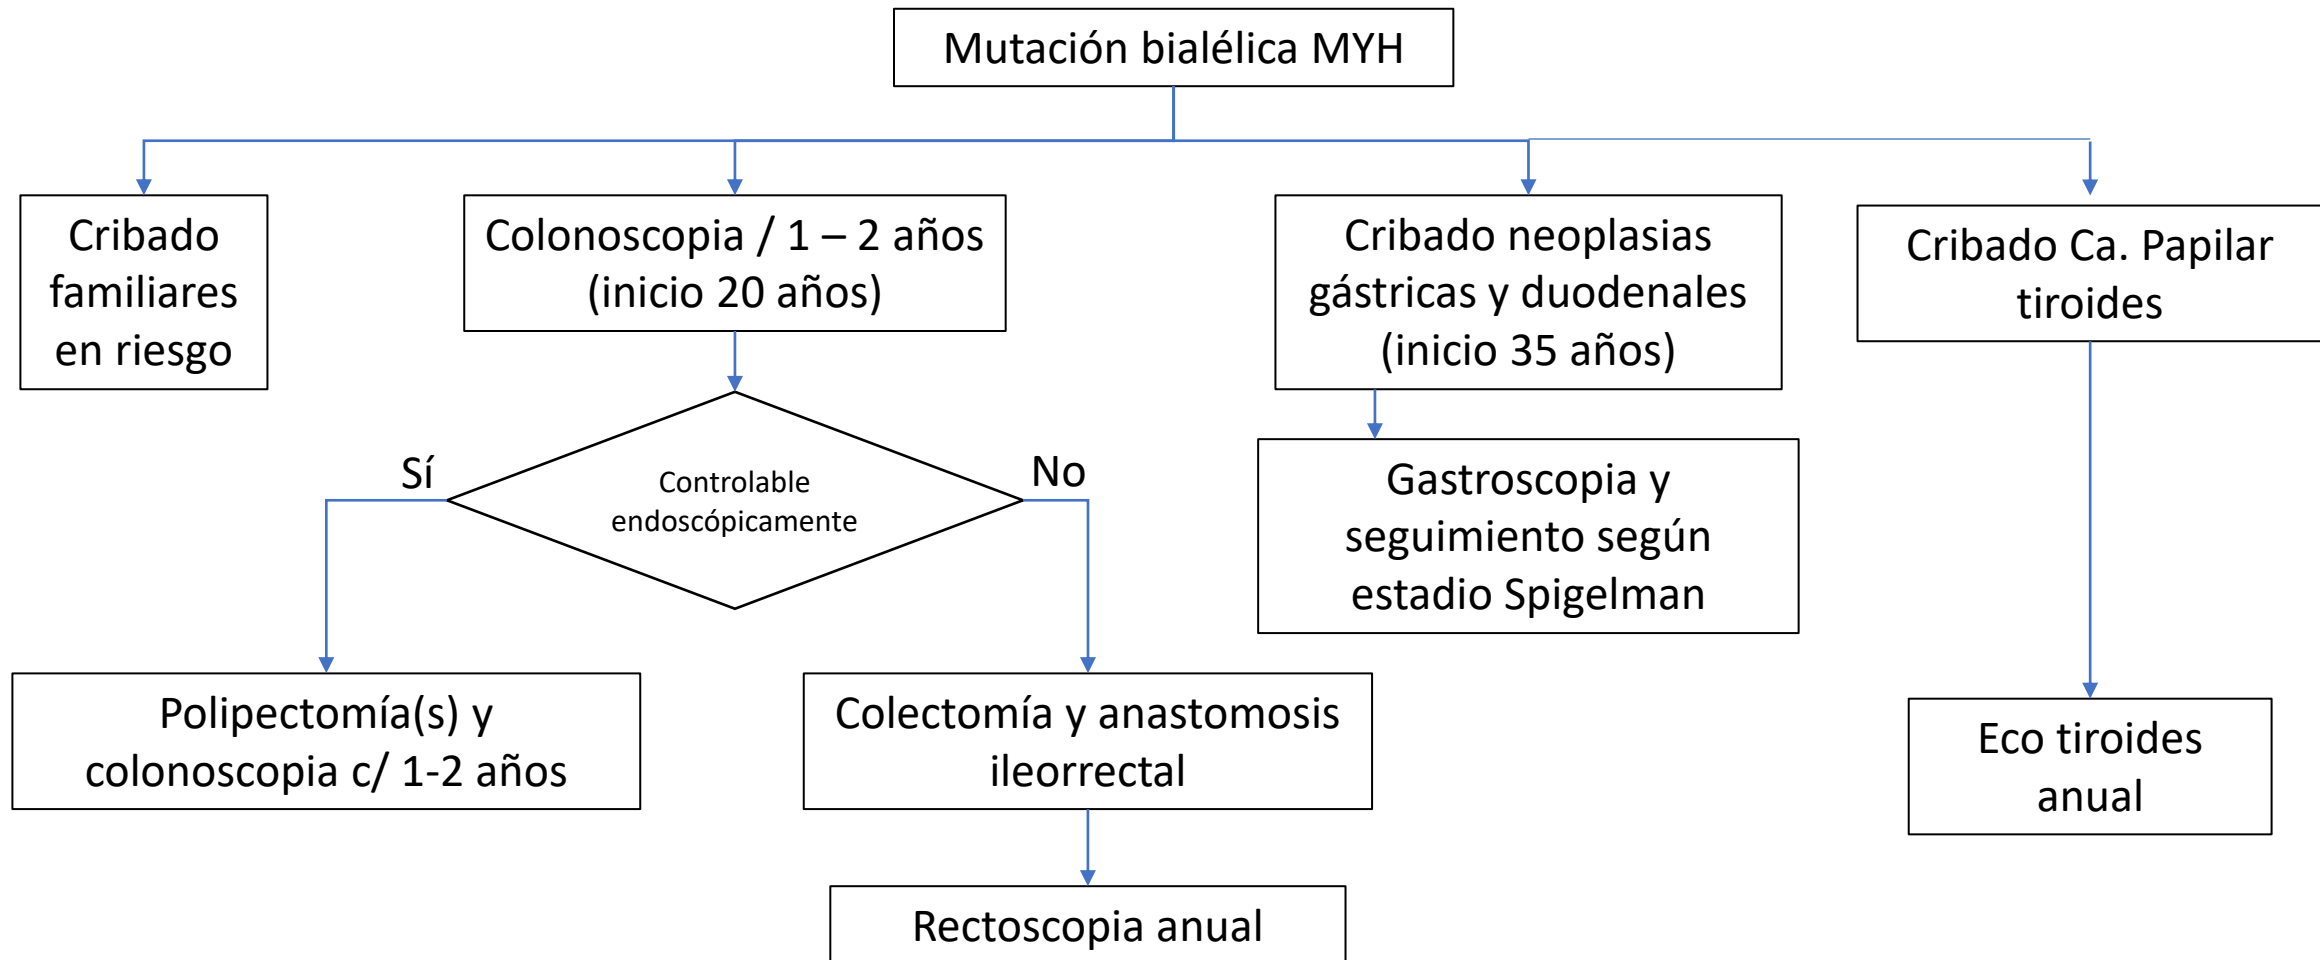 Mutación bialélica MYH
Cribado
familiares
en riesgo
Colonoscopia / 1 – 2 años
(inicio 20 años)
Cribado neoplasias
gástricas y duodenales
(inicio 35 años)
Cribado Ca. Papilar
tiroides
Sí
Controlable
endoscópicamente
No
Gastroscopia y
seguimiento según
estadio Spigelman
Polipectomía(s) y
colonoscopia c/ 1-2 años
Colectomía y anastomosis
ileorrectal
Eco tiroides
anual
Rectoscopia anual